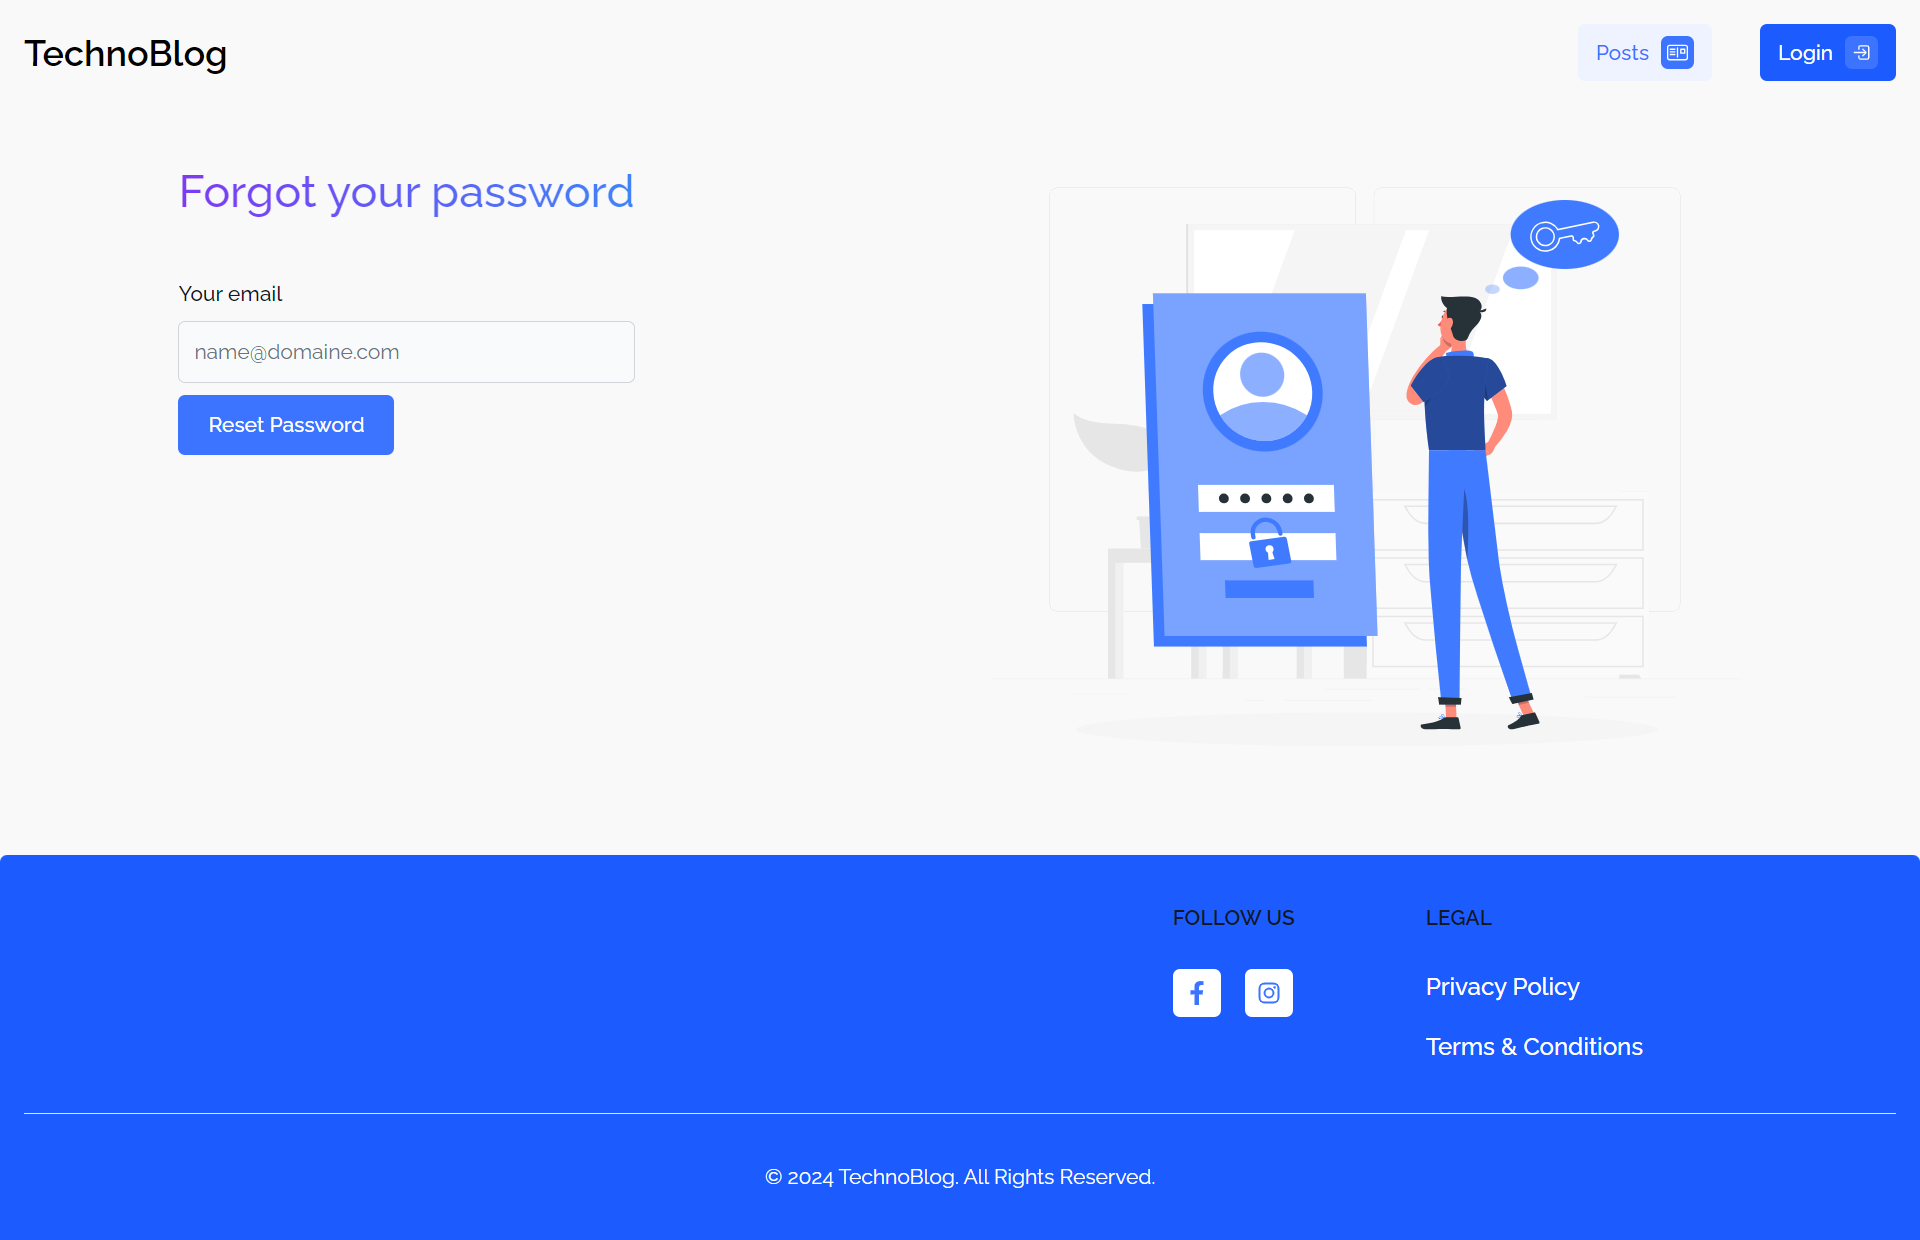 TechnoBlog
Posts
Login
Forgot your password
Your email
name@domaine.com
Reset Password
FOLLOW US
LEGAL
Privacy Policy
Terms & Conditions
© 2024 TechnoBlog. All Rights Reserved.